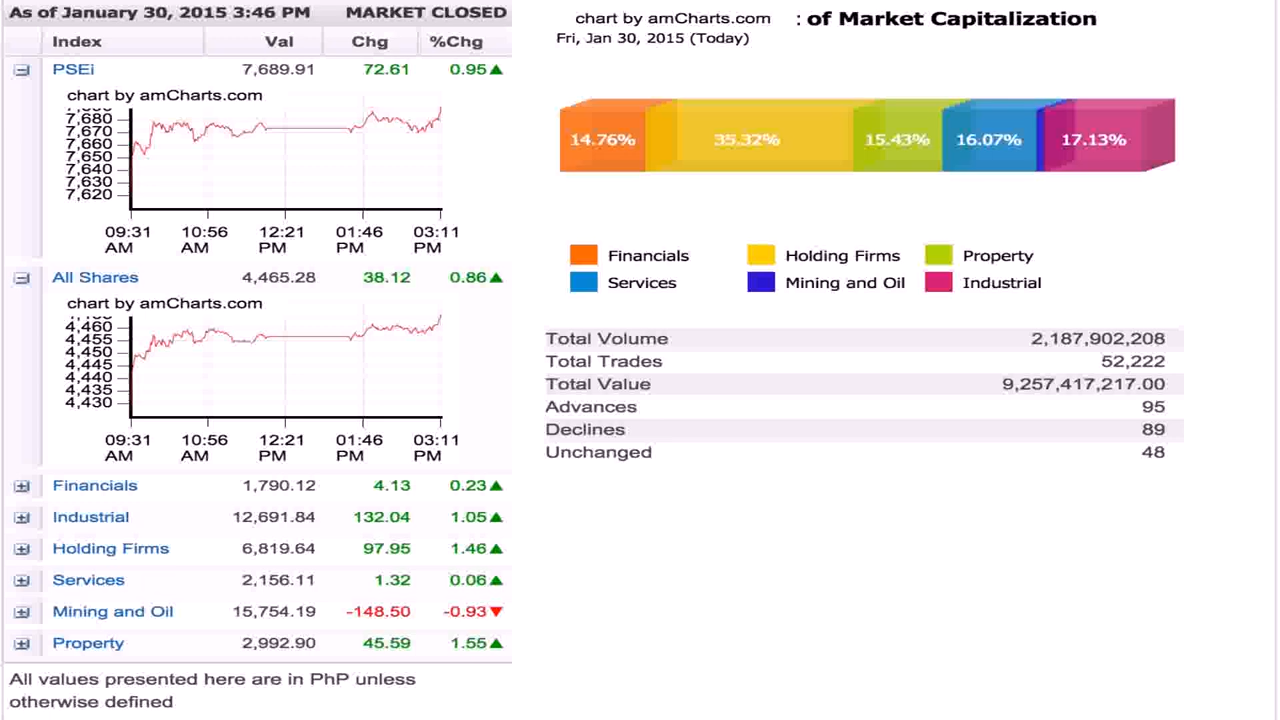 As of January 30, 2015 3:46 PM MARKET CLOSED
Index Val Chg %Chg
PSEi 7,689.91 72.61 0.95▲
chart by amCharts.com
7,680
7,670
7,660
7,650
7,640
7,630
7,620
09:31 AM 10:56 AM 12:21 PM 01:46 PM 03:11 PM
All Shares 4,465.28 38.12 0.86▲
chart by amCharts.com
4,460
4,455
4,450
4,445
4,440
4,435
4,430
09:31 AM 10:56 AM 12:21 PM 01:46 PM 03:11 PM
Financials 1,790.12 4.13 0.23▲
Industrial 12,691.84 132.04 1.05▲
Holding Firms 6,819.64 97.95 1.46▲
Services 2,156.11 1.32 0.06▲
Mining and Oil 15,754.19 -148.50 -0.93▼
Property 2,992.90 45.59 1.55▲
All values presented here are in PhP unless
otherwise defined
chart by amCharts.com : of Market Capitalization
Fri, Jan 30, 2015 (Today)
14.76% 35.32% 15.43% 16.07% 17.13%
Financials Holding Firms Property
Services Mining and Oil Industrial
Total Volume 2,187,902,208
Total Trades 52,222
Total Value 9,257,417,217.00
Advances 95
Declines 89
Unchanged 48